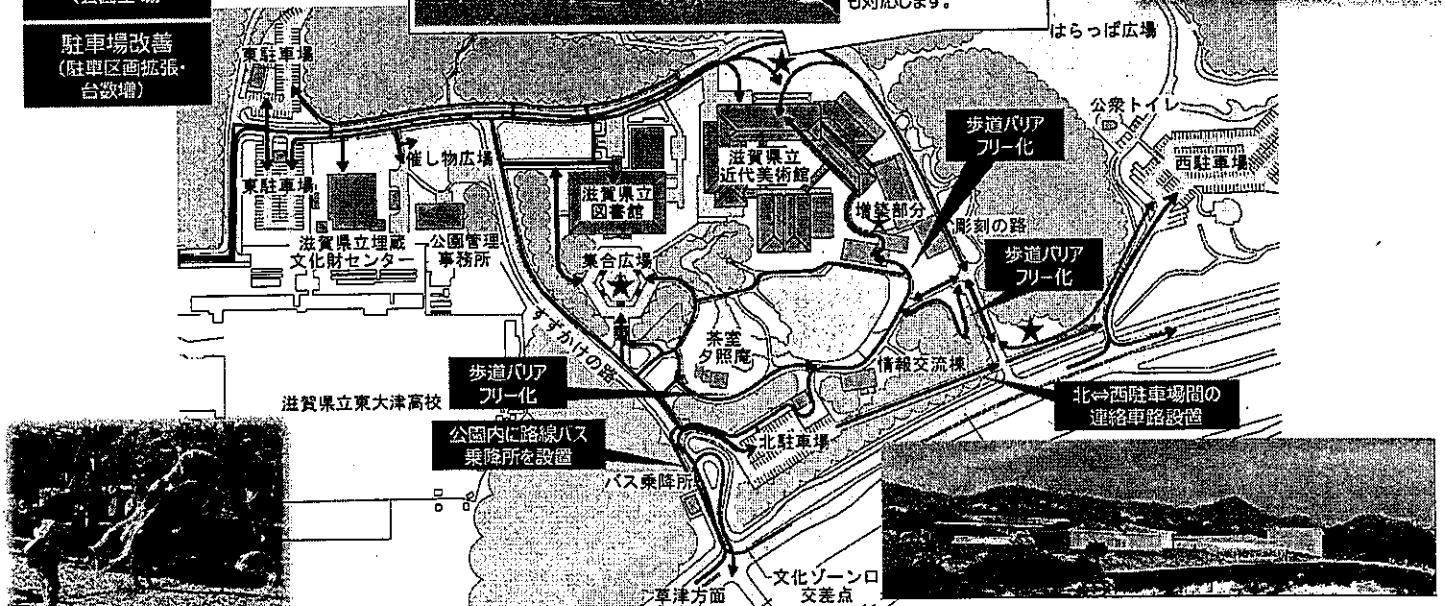 も対応します。
駐車場改善
(駐車区画拡張・
台数増)
東駐車場
はらっぱ広場
公衆トイレ
歩道バリア
フリー化
西駐車場
催し物広場
滋賀県立
近代美術館
東駐車場
滋賀県立
図書館
増築部分
彫刻の路
滋賀県立埋蔵
文化財センター
公園管理
事務所
集合広場
歩道バリア
フリー化
すずかけの路
茶室
夕照庵
情報交流棟
歩道バリア
フリー化
滋賀県立東大津高校
北⇔西駐車場間の
連絡車路設置
公園内に路線バス
乗降所を設置
北駐車場
バス乗降所
文化ゾーン口
交差点
草津方面